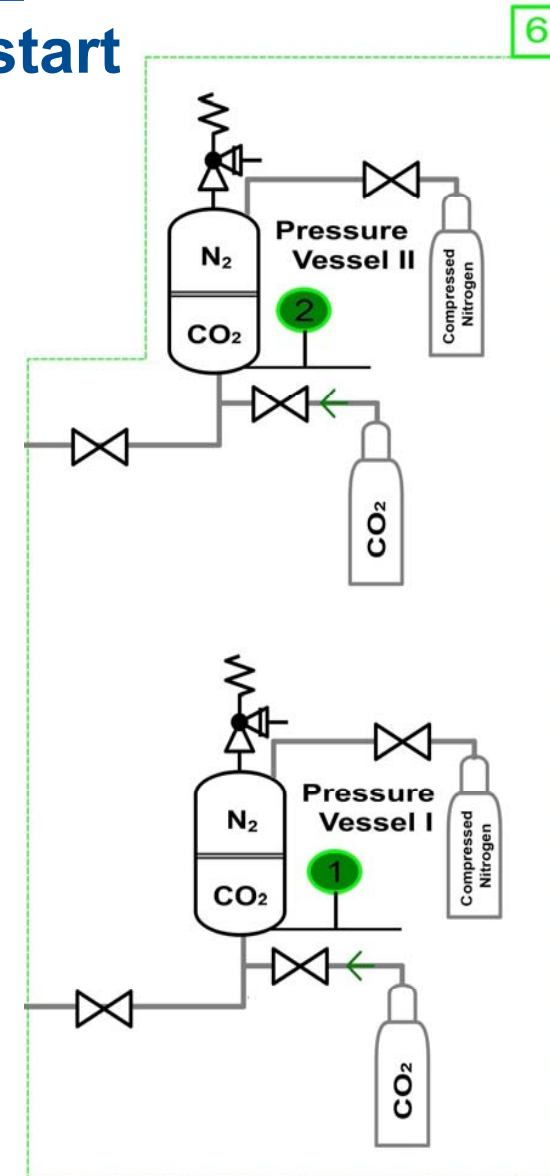 start
6
N₂
Pressure
Vessel II
Compressed
Nitrogen
CO₂
2
CO₂
N₂
Pressure
Vessel I
Compressed
Nitrogen
CO₂
1
CO₂